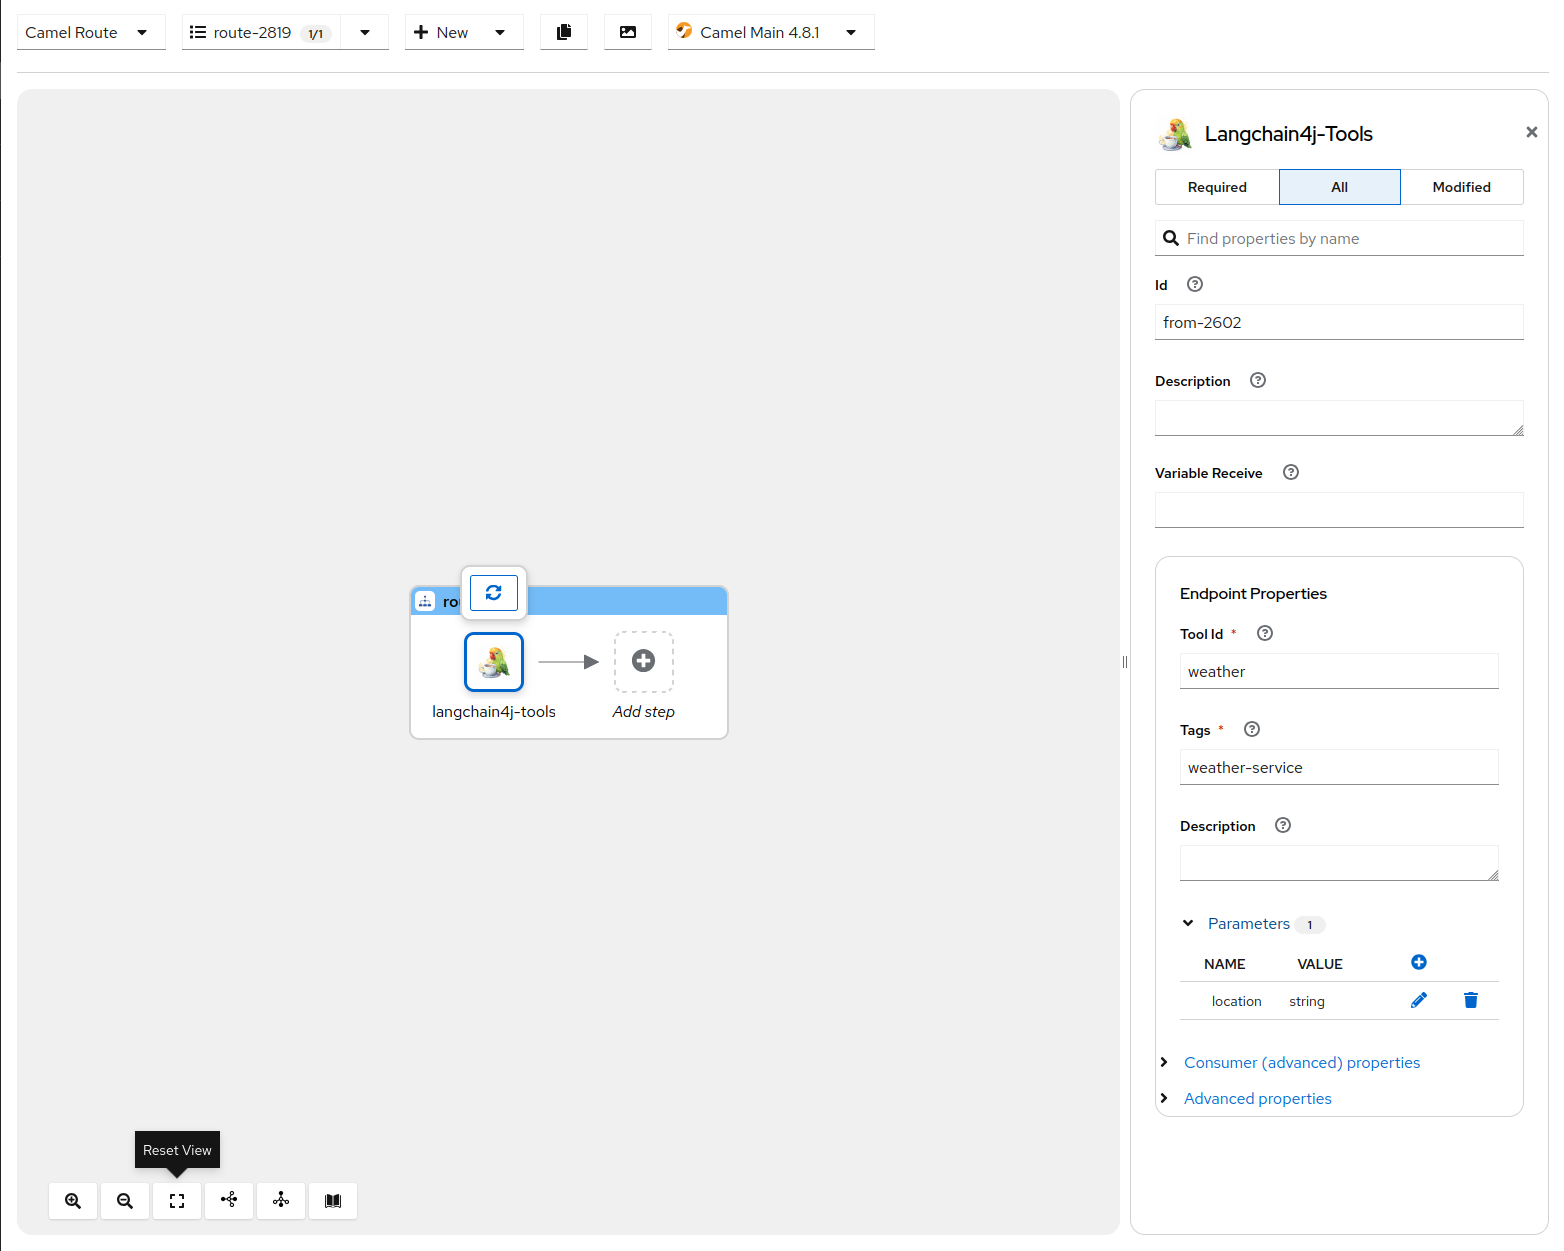 Camel Route
route-2819 1/1
New
Camel Main 4.8.1
Langchain4j-Tools
Required All Modified
Find properties by name
Id
from-2602
Description
Variable Receive
Endpoint Properties
Tool Id *
weather
Tags *
weather-service
Description
Parameters 1
NAME VALUE
location string
Consumer (advanced) properties
Advanced properties
langchain4j-tools
Add step
Reset View